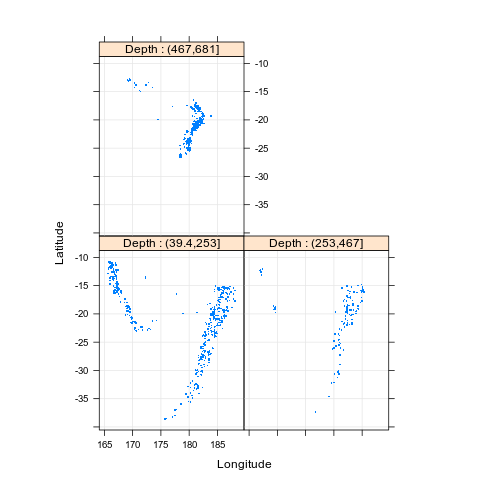 Depth : (467,681]
-10
-15
-20
-25
-30
-35
Latitude
Depth : (39.4,253]
Depth : (253,467]
-10
-15
-20
-25
-30
-35
165 170 175 180 185
Longitude